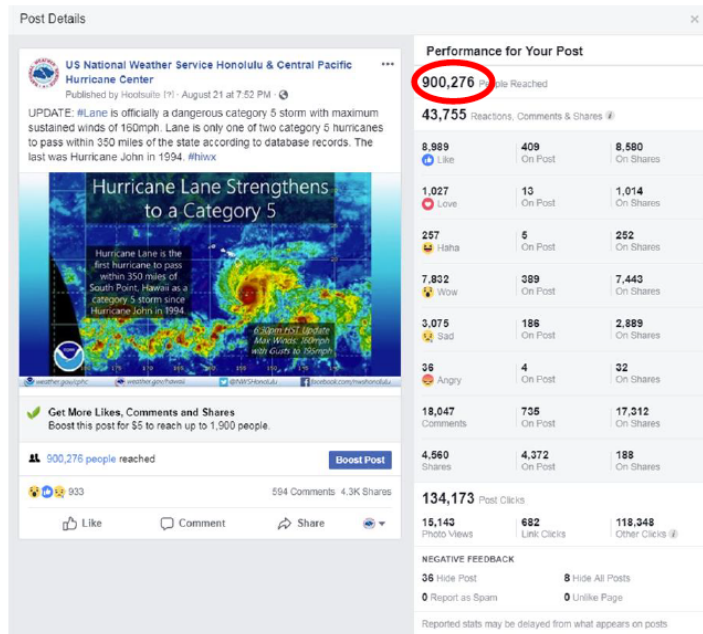 Post Details
US National Weather Service Honolulu & Central Pacific
Hurricane Center
Published by Hootsuite [?] · August 21 at 7:52 PM ·
UPDATE: #Lane is officially a dangerous category 5 storm with maximum
sustained winds of 160mph. Lane is only one of two category 5 hurricanes
to pass within 350 miles of the state according to database records. The
last was Hurricane John in 1994. #hiwx
Hurricane Lane Strengthens
to a Category 5
Hurricane Lane is the
first hurricane to pass
within 350 miles of
South Point, Hawaii as a
category 5 storm since
Hurricane John in 1994
6:30pm HST Update
Max Winds: 160mph
with Gusts to 195mph
weather.gov/cphc
weather.gov/hawaii
@NWSHonolulu
facebook.com/nwshonolulu
Get More Likes, Comments and Shares
Boost this post for $5 to reach up to 1,900 people.
900,276 people reached
Boost Post
933
594 Comments 4.3K Shares
Like
Comment
Share
Performance for Your Post
900,276 People Reached
43,755 Reactions, Comments & Shares
8,989 409 8,580
Like On Post On Shares
1,027 13 1,014
Love On Post On Shares
257 5 252
Haha On Post On Shares
7,832 389 7,443
Wow On Post On Shares
3,075 186 2,889
Sad On Post On Shares
36 4 32
Angry On Post On Shares
18,047 735 17,312
Comments On Post On Shares
4,560 4,372 188
Shares On Post On Shares
134,173 Post Clicks
15,143 682 118,348
Photo Views Link Clicks Other Clicks
NEGATIVE FEEDBACK
36 Hide Post 8 Hide All Posts
0 Report as Spam 0 Unlike Page
Reported stats may be delayed from what appears on posts